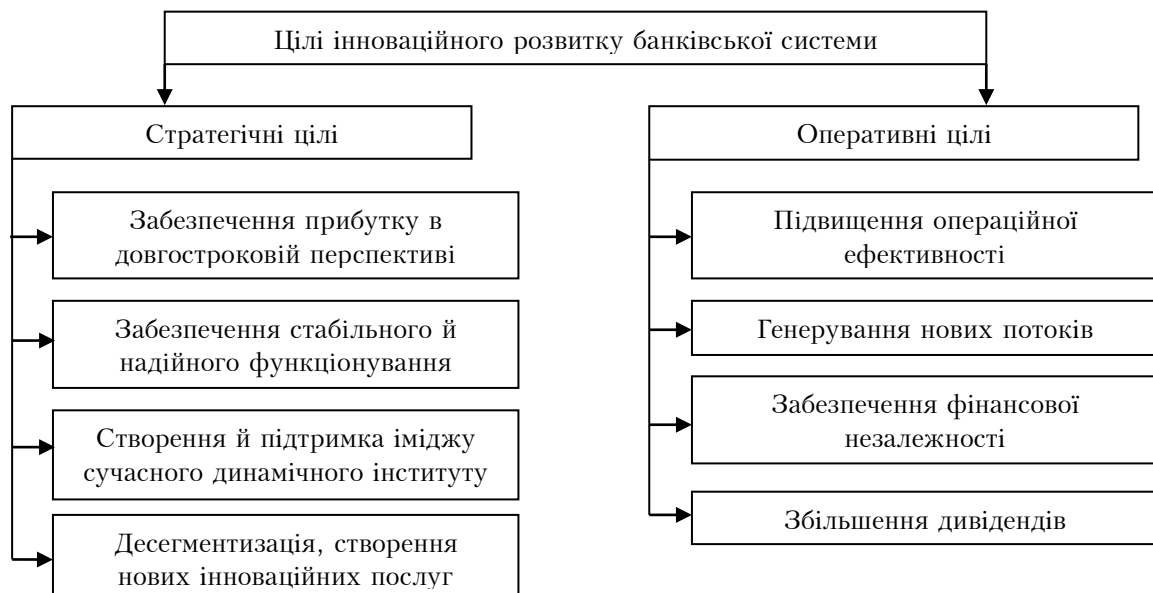 Цілі інноваційного розвитку банківської системи
Стратегічні цілі
Забезпечення прибутку в
довгостроковій перспективі
Забезпечення стабільного й
надійного функціонування
Створення й підтримка іміджу
сучасного динамічного інституту
Десегментизація, створення
нових інноваційних послуг
Оперативні цілі
Підвищення операційної
ефективності
Генерування нових потоків
Забезпечення фінансової
незалежності
Збільшення дивідендів